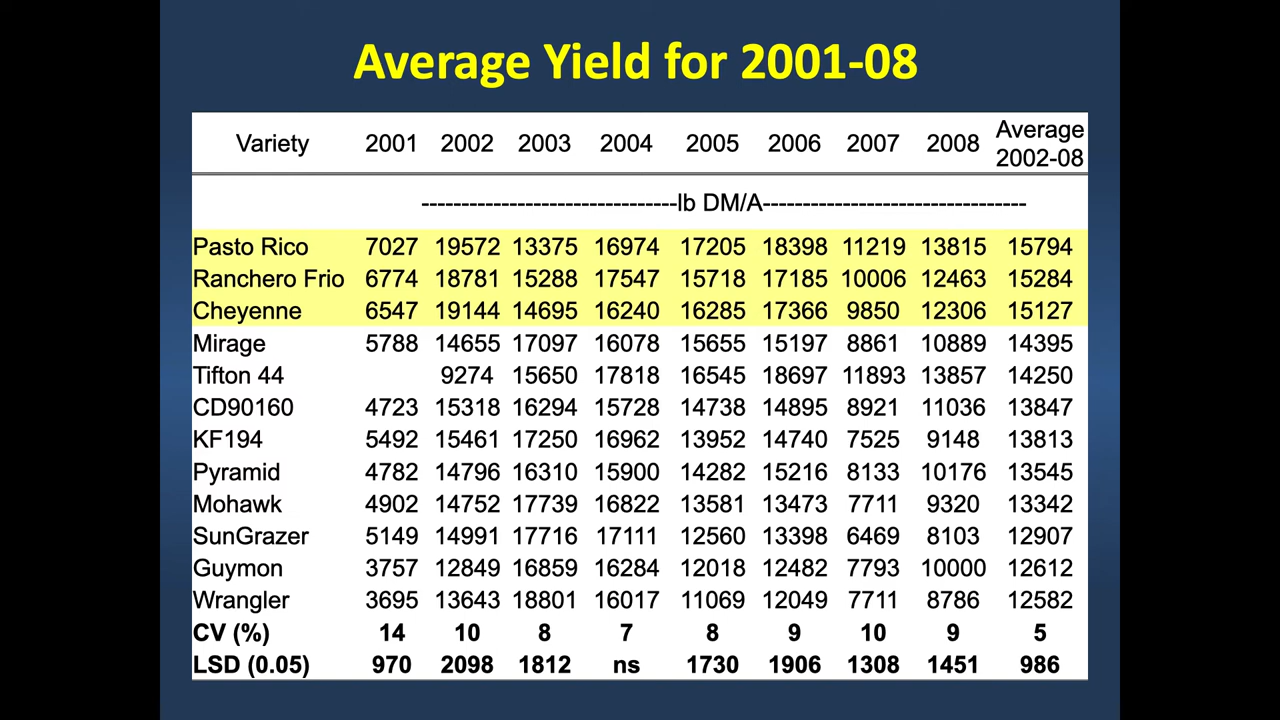 Average Yield for 2001-08
Variety 2001 2002 2003 2004 2005 2006 2007 2008 Average 2002-08
--------------------------------lb DM/A---------------------------------
Pasto Rico 7027 19572 13375 16974 17205 18398 11219 13815 15794
Ranchero Frio 6774 18781 15288 17547 15718 17185 10006 12463 15284
Cheyenne 6547 19144 14695 16240 16285 17366 9850 12306 15127
Mirage 5788 14655 17097 16078 15655 15197 8861 10889 14395
Tifton 44 9274 15650 17818 16545 18697 11893 13857 14250
CD90160 4723 15318 16294 15728 14738 14895 8921 11036 13847
KF194 5492 15461 17250 16962 13952 14740 7525 9148 13813
Pyramid 4782 14796 16310 15900 14282 15216 8133 10176 13545
Mohawk 4902 14752 17739 16822 13581 13473 7711 9320 13342
SunGrazer 5149 14991 17716 17111 12560 13398 6469 8103 12907
Guymon 3757 12849 16859 16284 12018 12482 7793 10000 12612
Wrangler 3695 13643 18801 16017 11069 12049 7711 8786 12582
CV (%) 14 10 8 7 8 9 10 9 5
LSD (0.05) 970 2098 1812 ns 1730 1906 1308 1451 986